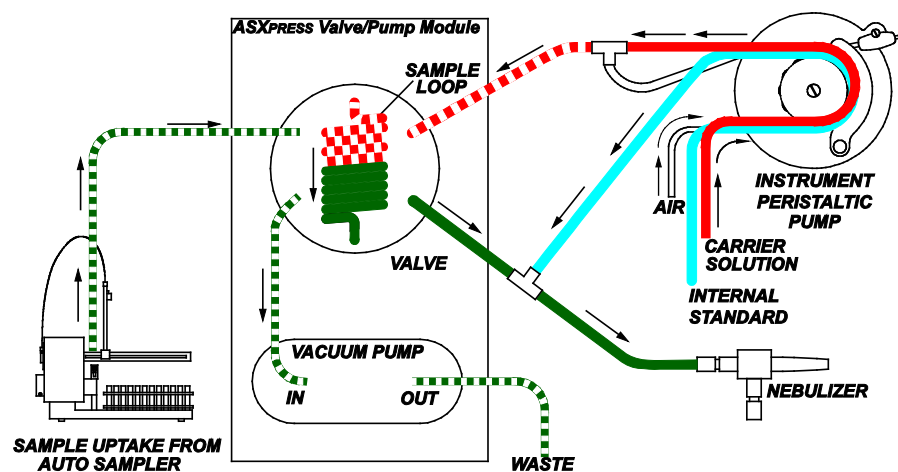 ASXPRESS Valve/Pump Module
SAMPLE
LOOP
VALVE
AIR
INSTRUMENT
PERISTALTIC
PUMP
CARRIER
SOLUTION
INTERNAL
STANDARD
VACUUM PUMP
IN
OUT
NEBULIZER
SAMPLE UPTAKE FROM
AUTO SAMPLER
WASTE